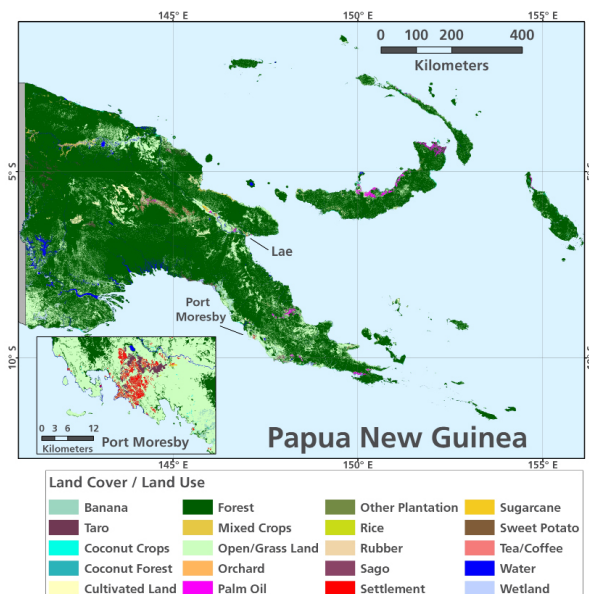 145° E 150° E 155° E
0 100 200 400
Kilometers
5° S
5° S
Lae
Port
Moresby
10° S
10° S
0 3 6 12
Kilometers
Port Moresby
Papua New Guinea
145° E 150° E 155° E
Land Cover / Land Use
Banana Forest Other Plantation Sugarcane
Taro Mixed Crops Rice Sweet Potato
Coconut Crops Open/Grass Land Rubber Tea/Coffee
Coconut Forest Orchard Sago Water
Cultivated Land Palm Oil Settlement Wetland